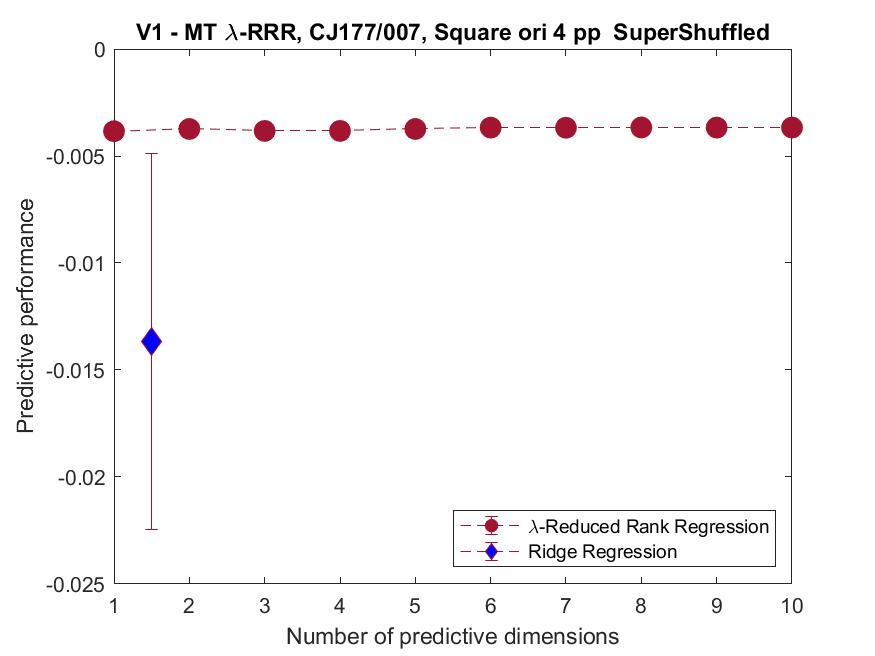 V1 - MT λ-RRR, CJ177/007, Square ori 4 pp  SuperShuffled
0
-0.005
-0.01
-0.015
-0.02
-0.025
Predictive performance
1 2 3 4 5 6 7 8 9 10
Number of predictive dimensions
λ-Reduced Rank Regression
Ridge Regression